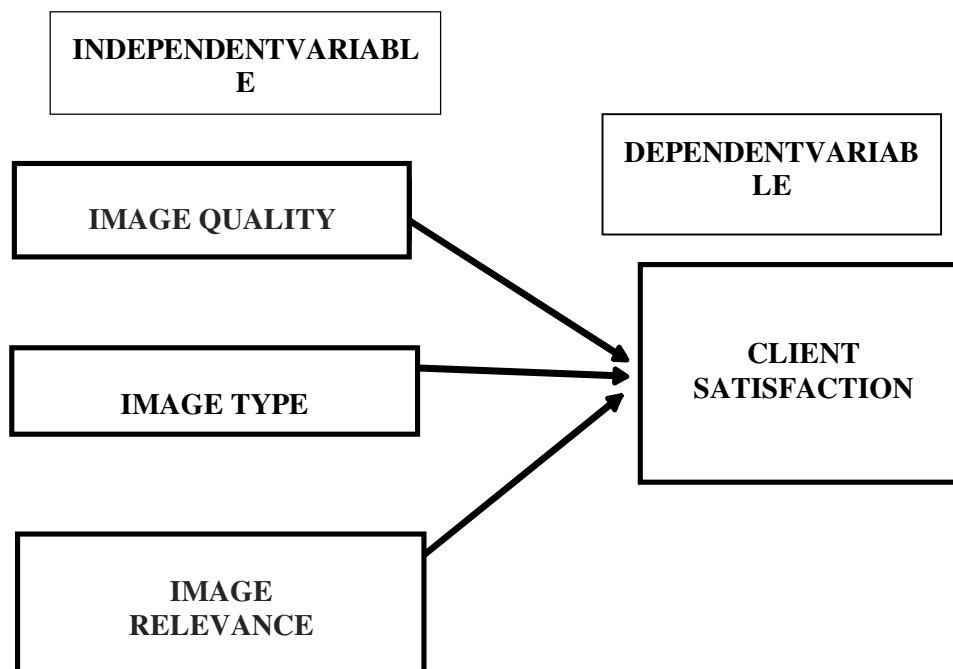 INDEPENDENTVARIABL
E
DEPENDENTVARIAB
LE
IMAGE QUALITY
CLIENT
SATISFACTION
IMAGE TYPE
IMAGE
RELEVANCE